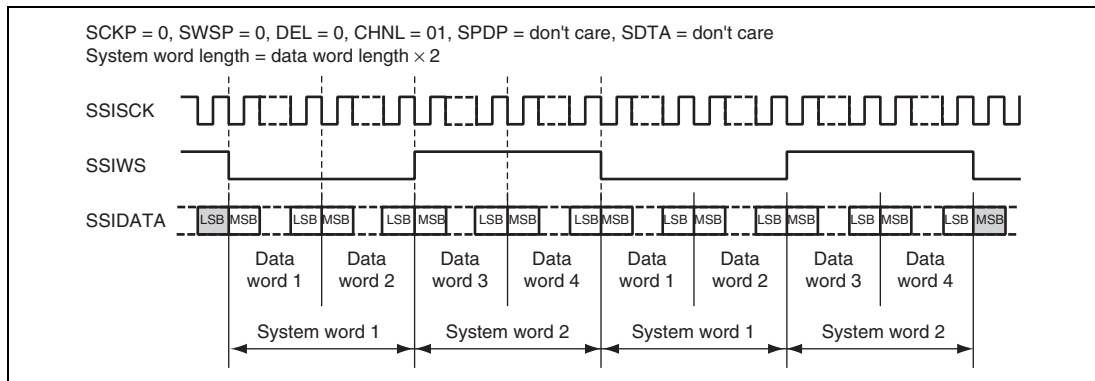 SCKP = 0, SWSP = 0, DEL = 0, CHNL = 01, SPDP = don't care, SDTA = don't care
System word length = data word length × 2
SSISCK
SSIWS
SSIDATA
LSB MSB LSB MSB LSB MSB LSB MSB LSB MSB LSB MSB LSB MSB LSB MSB LSB MSB
Data word 1
Data word 2
Data word 3
Data word 4
Data word 1
Data word 2
Data word 3
Data word 4
System word 1
System word 2
System word 1
System word 2